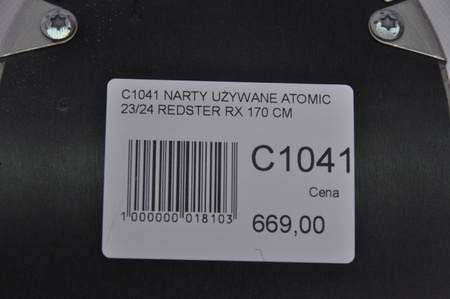 C1041 NARTY UŻYWANE ATOMIC
23/24 REDSTER RX 170 CM
C1041
Cena
669,00
1 000000 018103